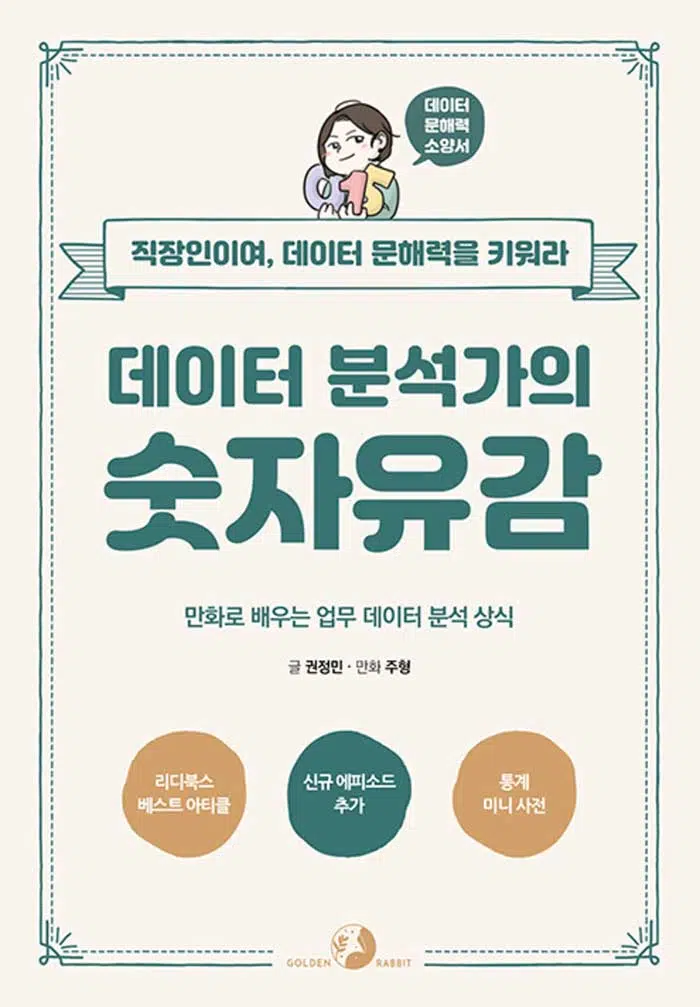 데이터
문해력
소양서
015
직장인이여, 데이터 문해력을 키워라
데이터 분석가의
숫자유감
만화로 배우는 업무 데이터 분석 상식
글 권정민 · 만화 주형
리디북스
베스트 아티클
신규 에피소드
추가
통계
미니 사전
GOLDEN RABBIT